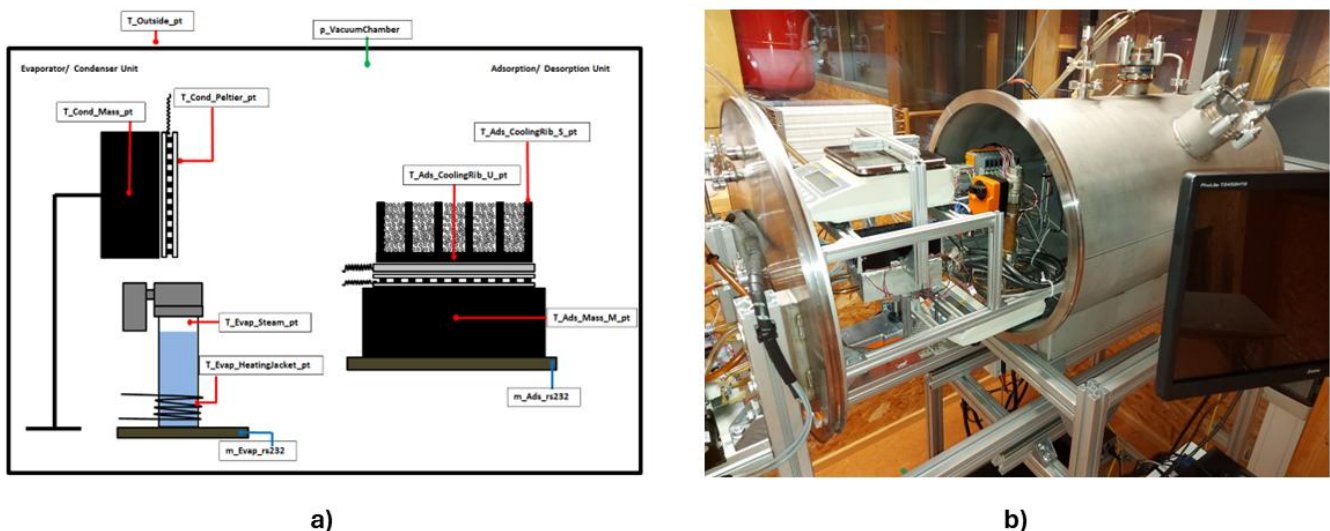 T_Outside_pt
p_VacuumChamber
Evaporator/ Condenser Unit
Adsorption/ Desorption Unit
T_Cond_Peltier_pt
T_Cond_Mass_pt
T_Ads_CoolingRib_S_pt
T_Ads_CoolingRib_U_pt
T_Evap_Steam_pt
T_Ads_Mass_M_pt
T_Evap_HeatingJacket_pt
m_Ads_rs232
m_Evap_rs232
a)
b)